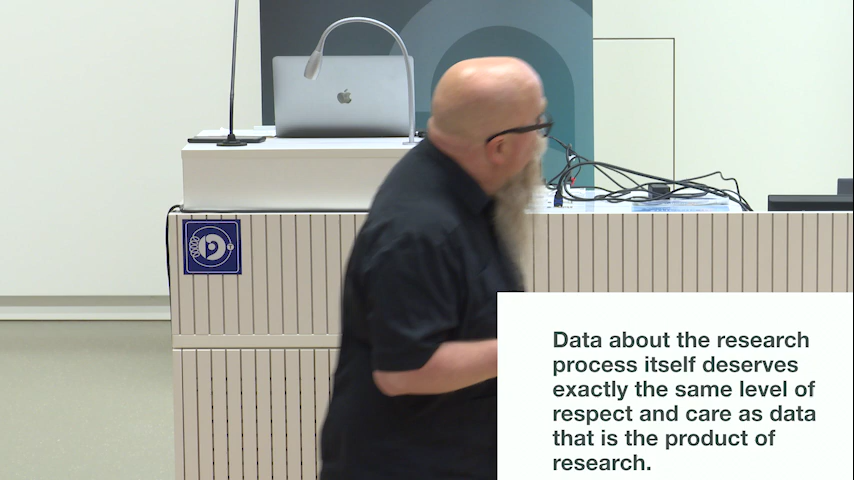 Data about the research
process itself deserves
exactly the same level of
respect and care as data
that is the product of
research.